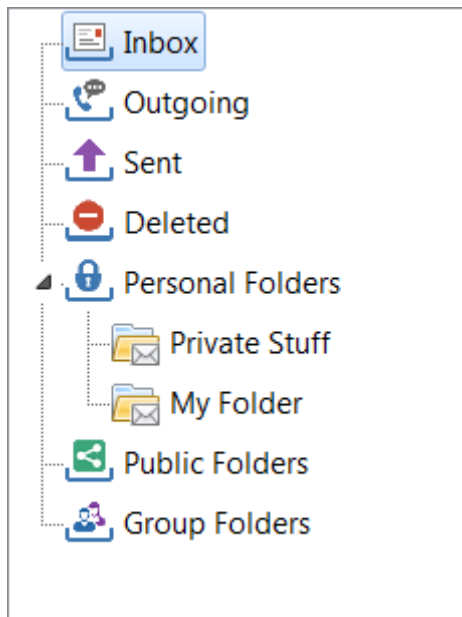 Inbox
Outgoing
Sent
Deleted
Personal Folders
Private Stuff
My Folder
Public Folders
Group Folders